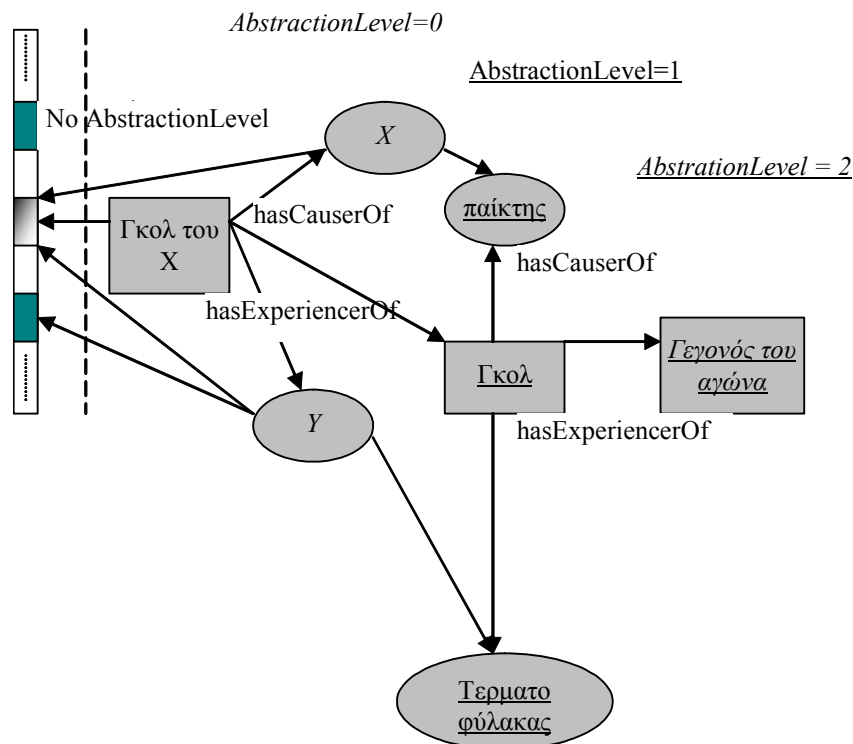 AbstractionLevel=0
AbstractionLevel=1
No AbstractionLevel
X
AbstrationLevel = 2
παίκτης
Γκολ του
Χ
hasCauserOf
hasCauserOf
hasExperiencerOf
Γκολ
Γεγονός του
αγώνα
Y
hasExperiencerOf
Τερματο
φύλακας